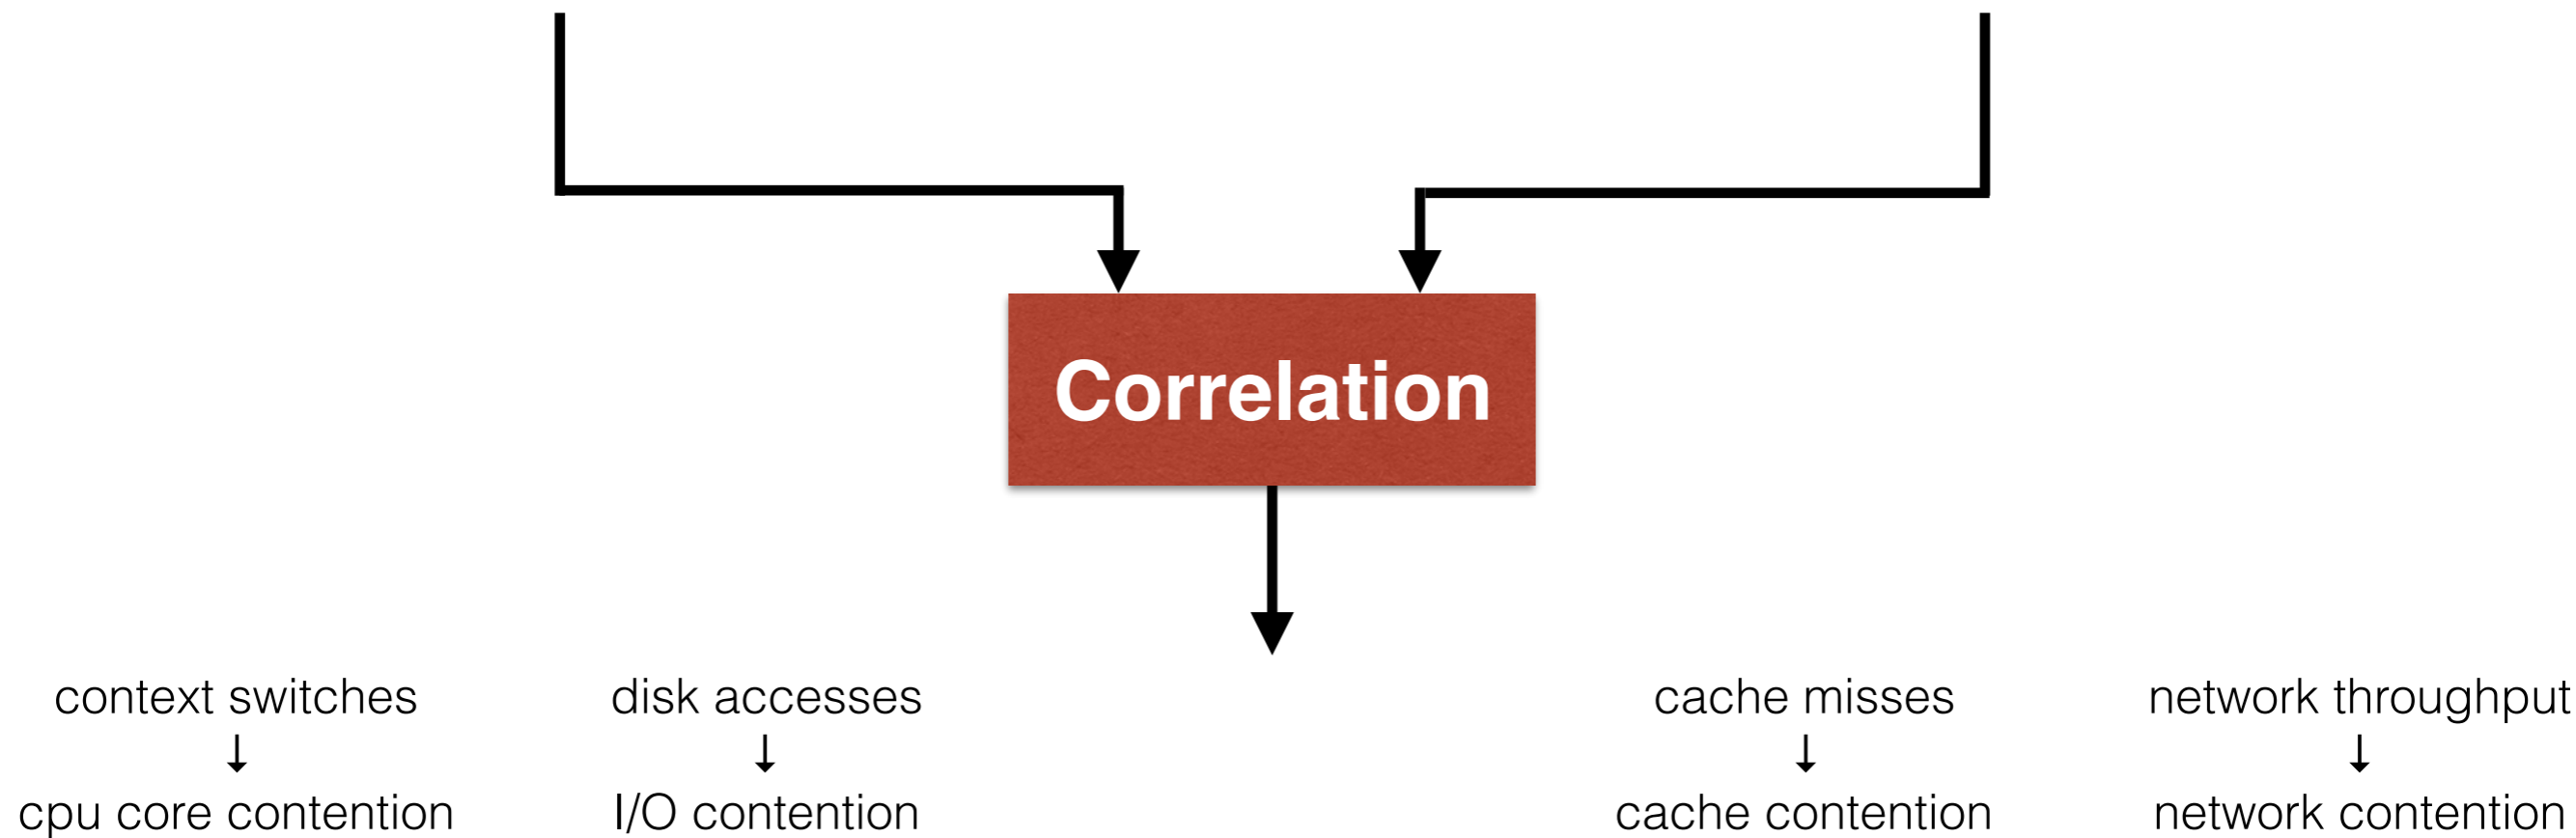 Correlation
context switches
↓
cpu core contention
disk accesses
↓
I/O contention
cache misses
↓
cache contention
network throughput
↓
network contention